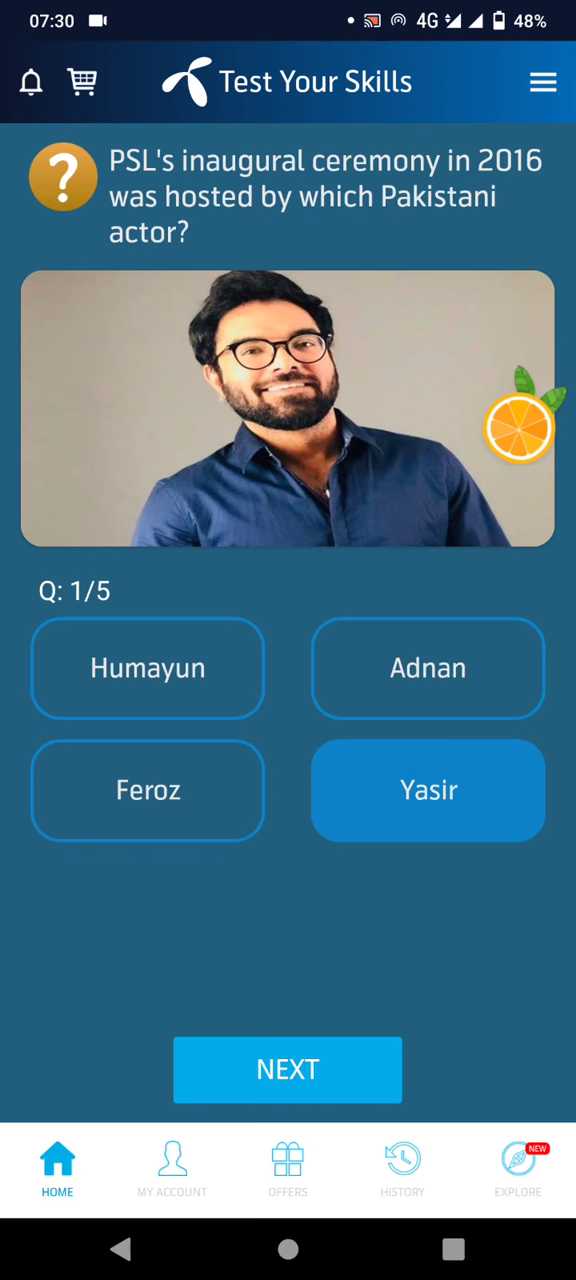 07:30 4G 48%
Test Your Skills
PSL's inaugural ceremony in 2016
was hosted by which Pakistani
actor?
Q: 1/5
Humayun Adnan
Feroz Yasir
NEXT
NEW
HOME MY ACCOUNT OFFERS HISTORY EXPLORE